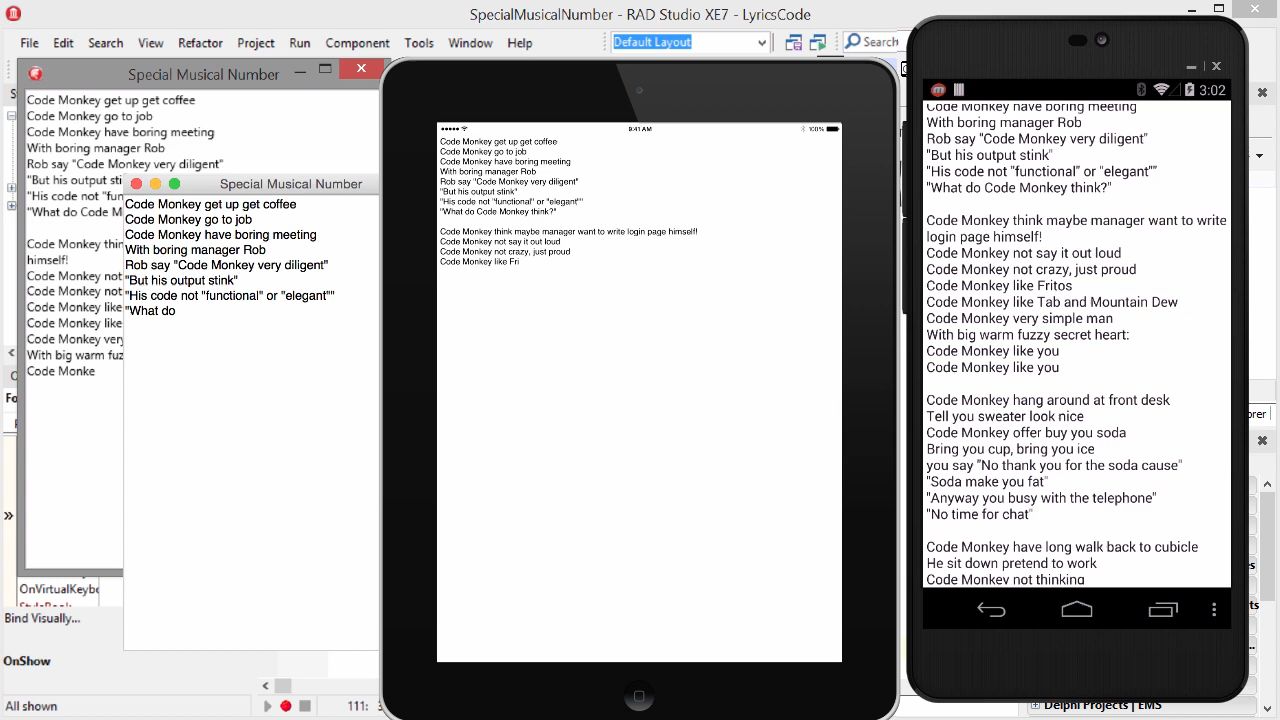 SpecialMusicalNumber - RAD Studio XE7 - LyricsCode
File Edit Search View Refactor Project Run Component Tools Window Help
Default Layout
Search
Special Musical Number
Code Monkey get up get coffee
Code Monkey go to job
Code Monkey have boring meeting
With boring manager Rob
Rob say "Code Monkey very diligent"
"But his output sti
"His code not "fun
"What do Code M
Code Monkey thin
himself!
Code Monkey not
Code Monkey not
Code Monkey like
Code Monkey like
Code Monkey very
With big warm fuz
Code Monke
OnVirtualKeybo
StyleBook
Bind Visually...
OnShow
All shown
111:
Special Musical Number
Code Monkey get up get coffee
Code Monkey go to job
Code Monkey have boring meeting
With boring manager Rob
Rob say "Code Monkey very diligent"
"But his output stink"
"His code not "functional" or "elegant""
"What do
9:41 AM
100%
Code Monkey get up get coffee
Code Monkey go to job
Code Monkey have boring meeting
With boring manager Rob
Rob say "Code Monkey very diligent"
"But his output stink"
"His code not "functional" or "elegant""
"What do Code Monkey think?"
Code Monkey think maybe manager want to write login page himself!
Code Monkey not say it out loud
Code Monkey not crazy, just proud
Code Monkey like Fri
3:02
Code Monkey have boring meeting
With boring manager Rob
Rob say "Code Monkey very diligent"
"But his output stink"
"His code not "functional" or "elegant""
"What do Code Monkey think?"
Code Monkey think maybe manager want to write
login page himself!
Code Monkey not say it out loud
Code Monkey not crazy, just proud
Code Monkey like Fritos
Code Monkey like Tab and Mountain Dew
Code Monkey very simple man
With big warm fuzzy secret heart:
Code Monkey like you
Code Monkey like you
Code Monkey hang around at front desk
Tell you sweater look nice
Code Monkey offer buy you soda
Bring you cup, bring you ice
you say "No thank you for the soda cause"
"Soda make you fat"
"Anyway you busy with the telephone"
"No time for chat"
Code Monkey have long walk back to cubicle
He sit down pretend to work
Code Monkey not thinking
Delphi Projects | EMS